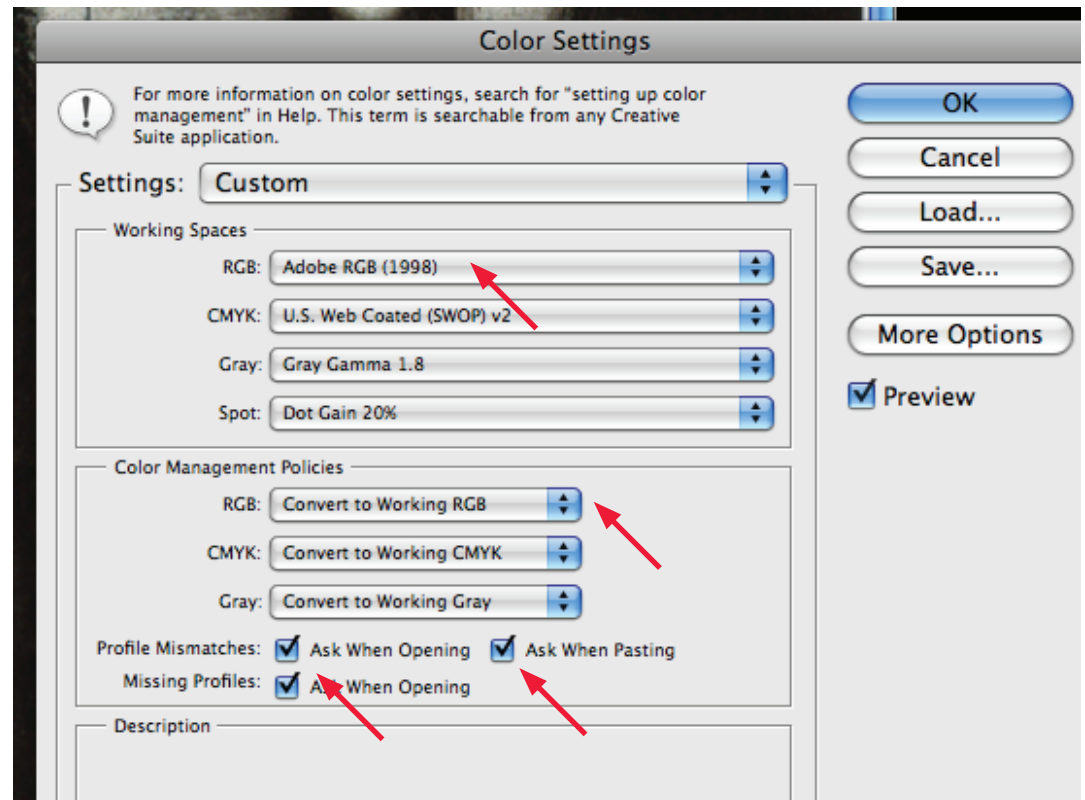 Color Settings
For more information on color settings, search for “setting up color
management” in Help. This term is searchable from any Creative
Suite application.
Settings: Custom
Working Spaces
RGB: Adobe RGB (1998)
CMYK: U.S. Web Coated (SWOP) v2
Gray: Gray Gamma 1.8
Spot: Dot Gain 20%
Color Management Policies
RGB: Convert to Working RGB
CMYK: Convert to Working CMYK
Gray: Convert to Working Gray
Profile Mismatches: Ask When Opening Ask When Pasting
Missing Profiles: Ask When Opening
Description
OK
Cancel
Load...
Save...
More Options
Preview